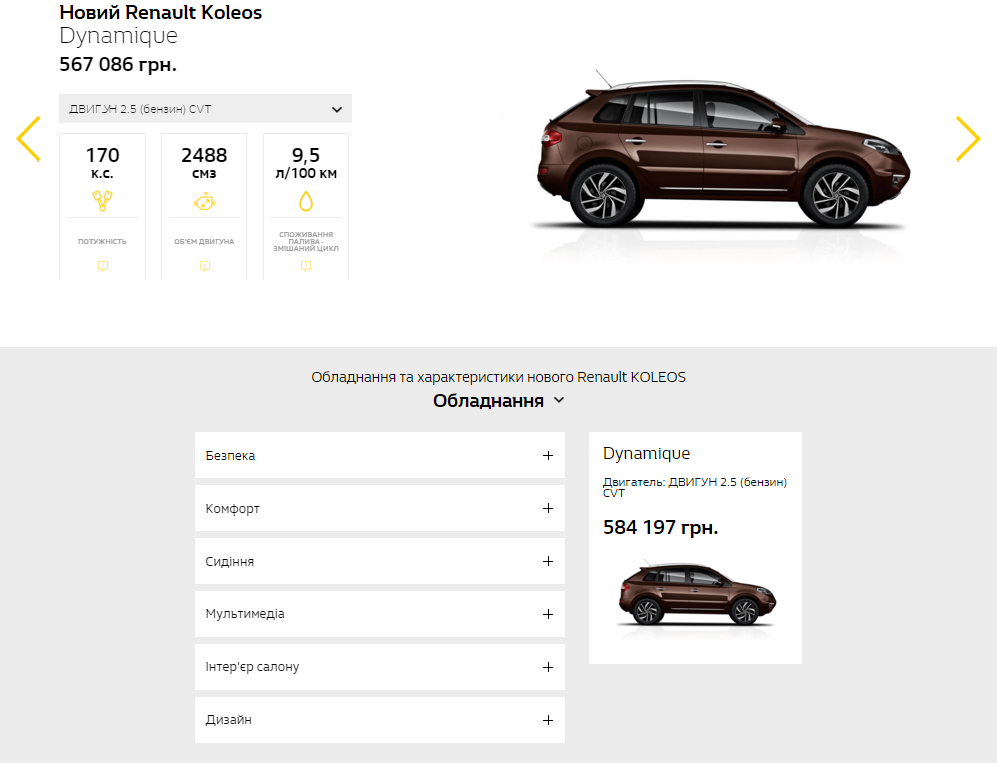 Новий Renault Koleos
Dynamique
567 086 грн.
ДВИГУН 2.5 (бензин) CVT
170
к.с.
ПОТУЖНІСТЬ
2488
смз
ОБ'ЄМ ДВИГУНА
9,5
л/100 км
СПОЖИВАННЯ
ПАЛИВА -
ЗМІШАНИЙ ЦИКЛ
Обладнання та характеристики нового Renault KOLEOS
Обладнання
Безпека
Комфорт
Сидіння
Мультимедіа
Інтер'єр салону
Дизайн
Dynamique
Двигатель: ДВИГУН 2.5 (бензин)
CVT
584 197 грн.